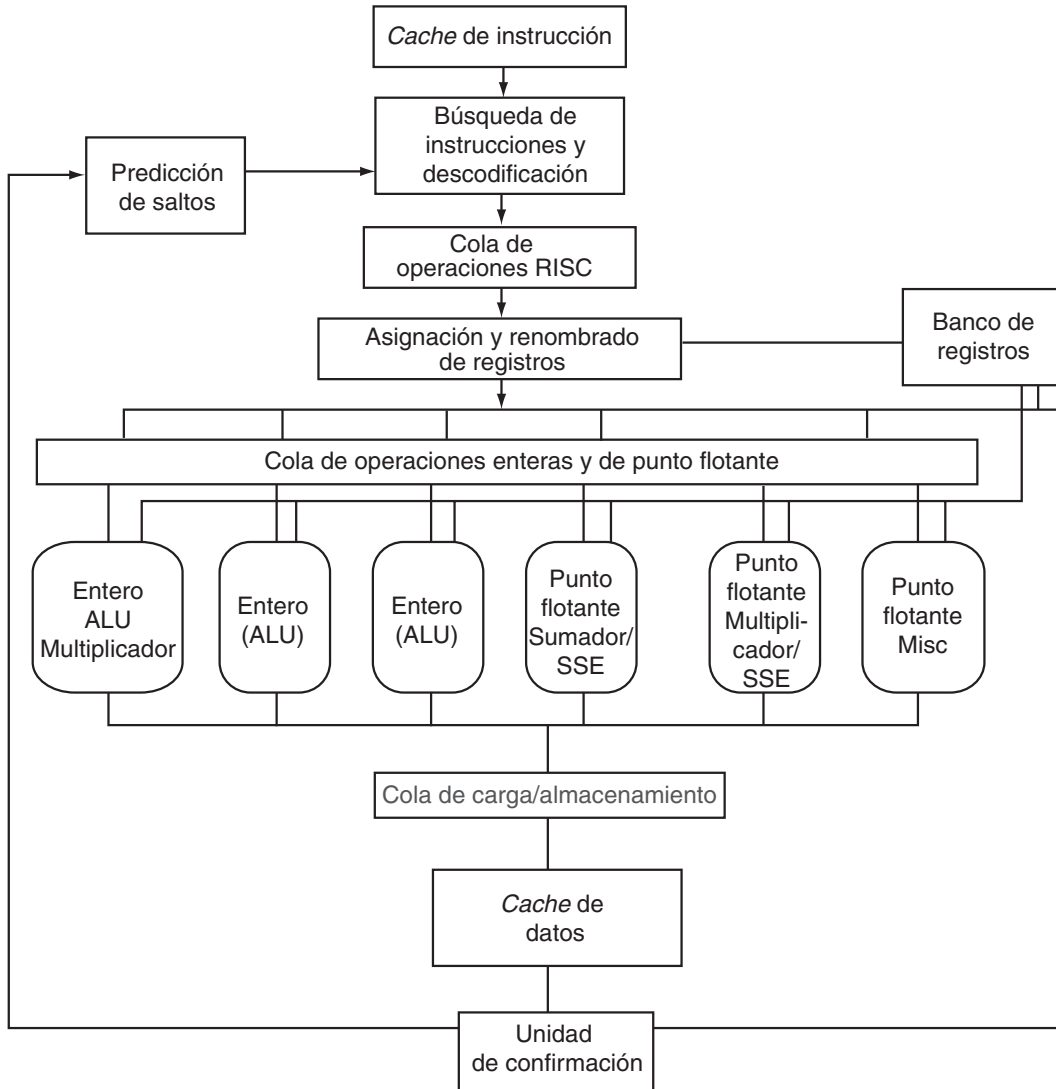 Cache de instrucción
Búsqueda de
instrucciones y
descodificación
Predicción
de saltos
Cola de
operaciones RISC
Asignación y renombrado
de registros
Banco de
registros
Cola de operaciones enteras y de punto flotante
Entero
ALU
Multiplicador
Entero
(ALU)
Entero
(ALU)
Punto
flotante
Sumador/
SSE
Punto
flotante
Multipli-
cador/
SSE
Punto
flotante
Misc
Cola de carga/almacenamiento
Cache de
datos
Unidad
de confirmación